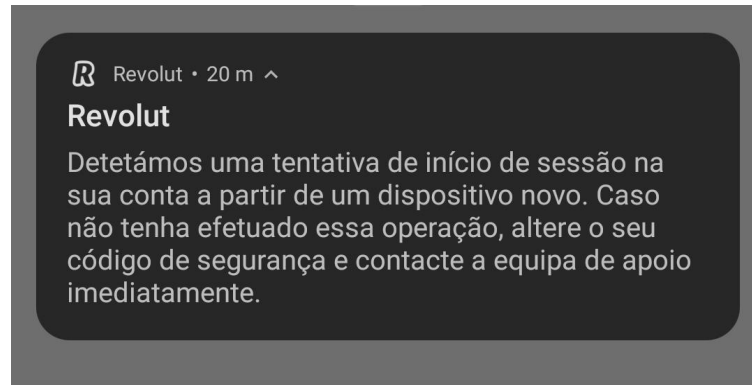 Revolut • 20 m
Revolut
Detetámos uma tentativa de início de sessão na
sua conta a partir de um dispositivo novo. Caso
não tenha efetuado essa operação, altere o seu
código de segurança e contacte a equipa de apoio
imediatamente.